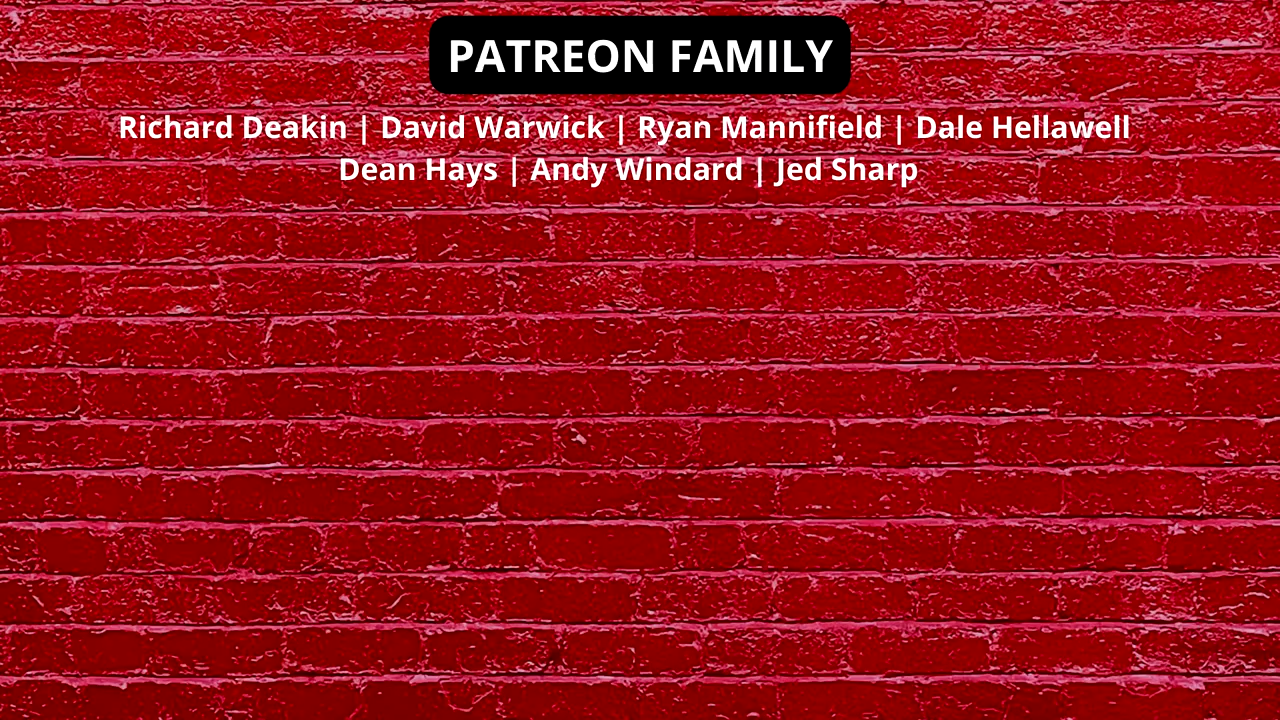 PATREON FAMILY
Richard Deakin | David Warwick | Ryan Mannifield | Dale Hellawell
Dean Hays | Andy Windard | Jed Sharp